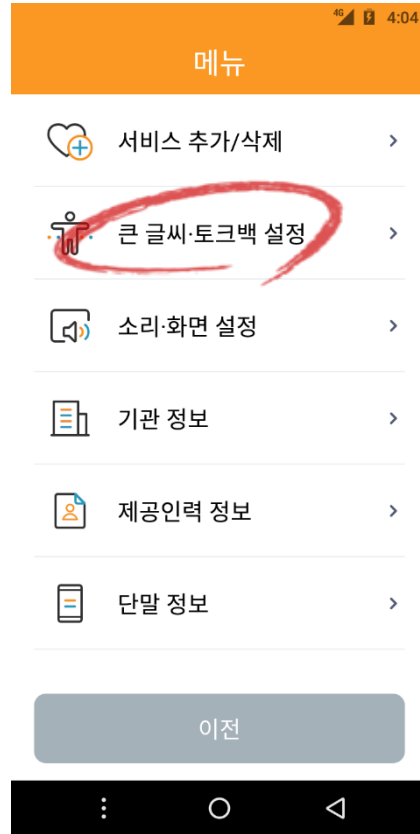 4G 4:04
메뉴
서비스 추가/삭제
큰 글씨·토크백 설정
소리·화면 설정
기관 정보
제공인력 정보
단말 정보
이전